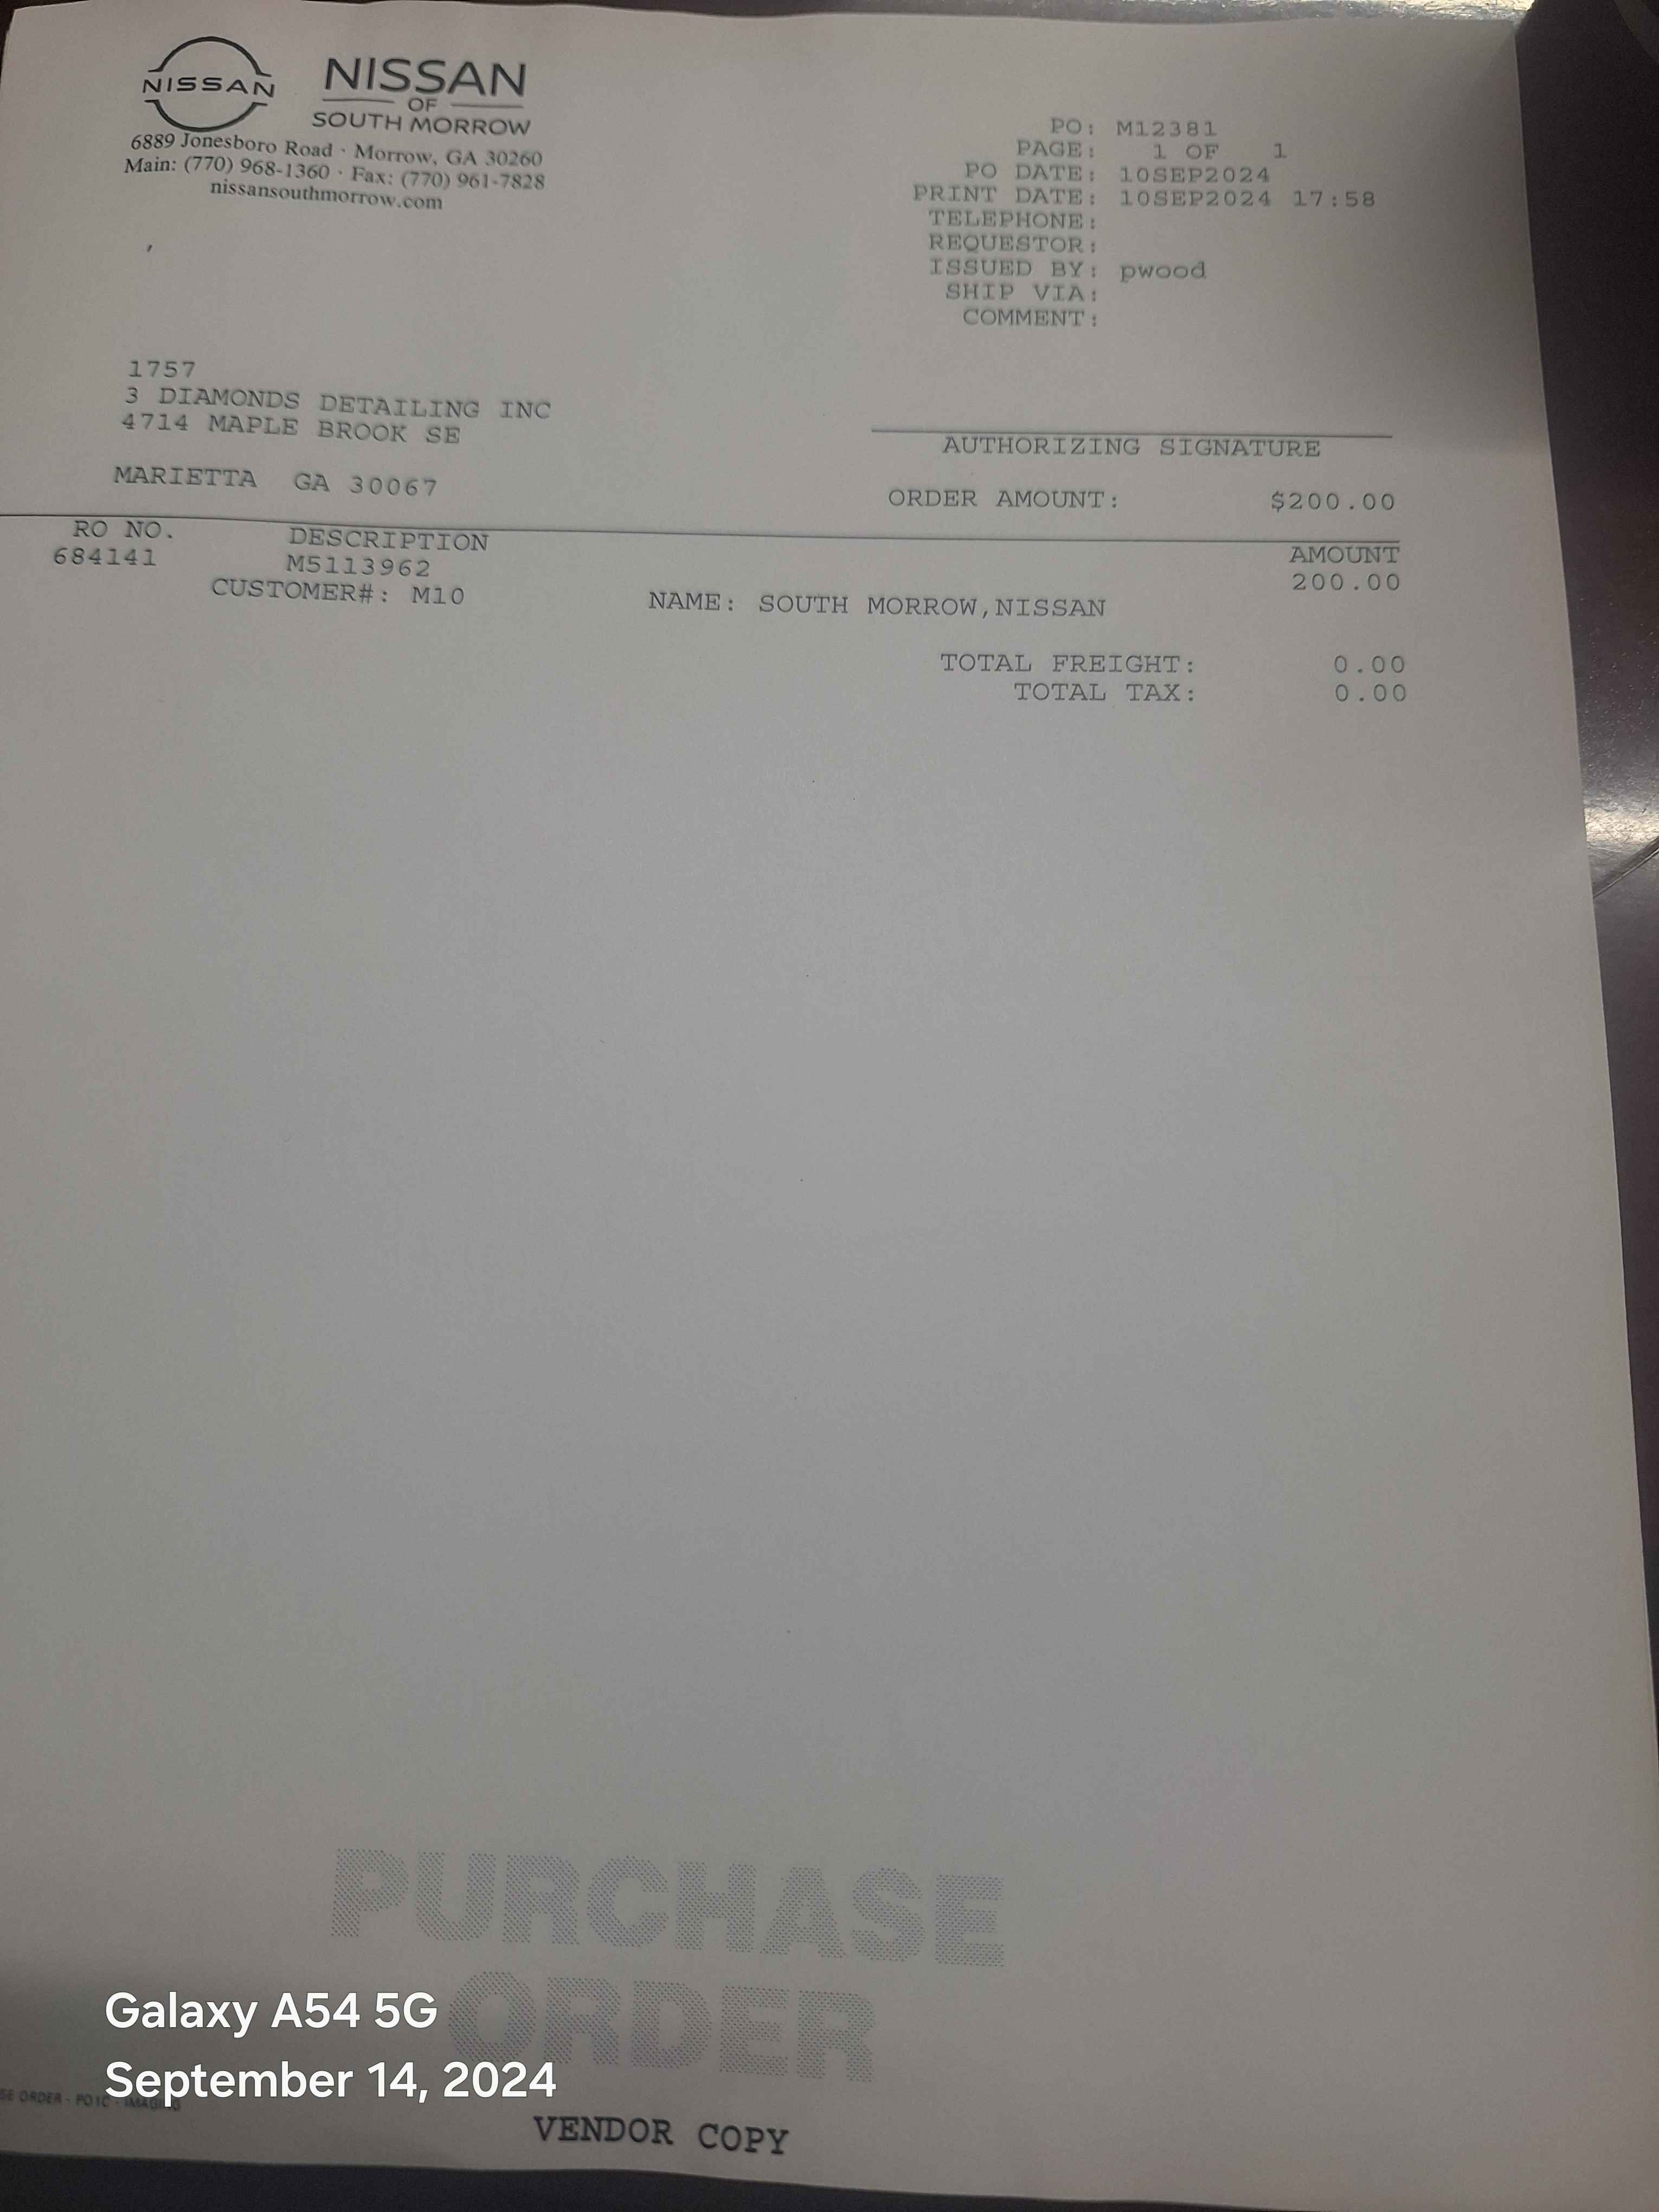 NISSAN
NISSAN
OF
SOUTH MORROW
6889 Jonesboro Road · Morrow, GA 30260
Main: (770) 968-1360 · Fax: (770) 961-7828
nissansouthmorrow.com
PO: M12381
PAGE: 1 OF 1
PO DATE: 10SEP2024
PRINT DATE: 10SEP2024 17:58
TELEPHONE:
REQUESTOR:
ISSUED BY: pwood
SHIP VIA:
COMMENT:
1757
3 DIAMONDS DETAILING INC
4714 MAPLE BROOK SE
MARIETTA GA 30067
AUTHORIZING SIGNATURE
ORDER AMOUNT: $200.00
RO NO. DESCRIPTION AMOUNT
684141 M5113962 200.00
CUSTOMER#: M10 NAME: SOUTH MORROW,NISSAN
TOTAL FREIGHT: 0.00
TOTAL TAX: 0.00
PURCHASE
ORDER
Galaxy A54 5G
September 14, 2024
SE ORDER - PO1C - IMAGING
VENDOR COPY